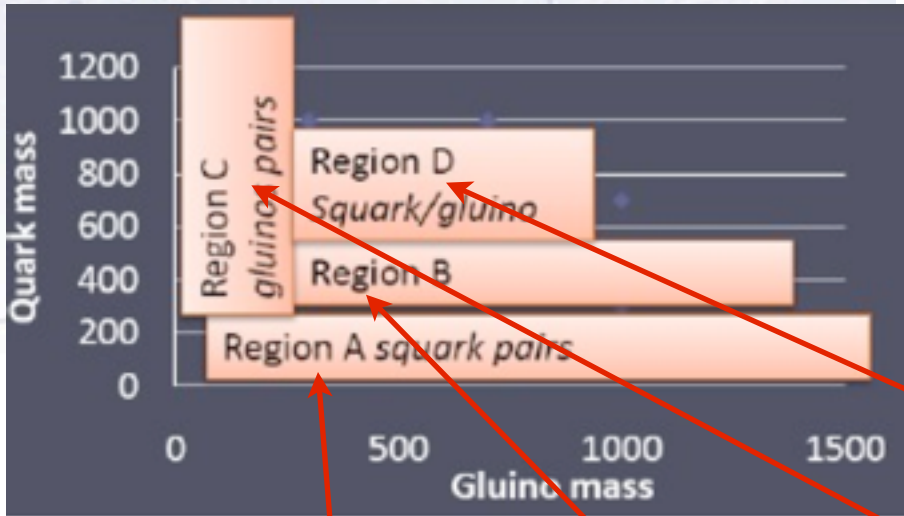 1200
1000
800
600
400
200
0
Quark mass
Region C
gluino pairs
Region D
Squark/gluino
Region B
Region A squark pairs
0 500 1000 1500
Gluino mass